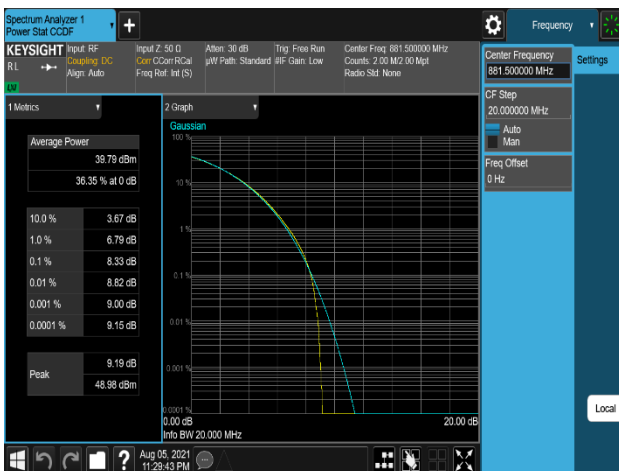 Spectrum Analyzer 1
Power Stat CCDF
Frequency
KEYSIGHT
Input: RF
Coupling: DC
Align: Auto
Input Z: 50 Ω
Corr CCorr RCal
Freq Ref: Int (S)
Atten: 30 dB
µW Path: Standard
Trig: Free Run
#IF Gain: Low
Center Freq: 881.500000 MHz
Counts: 2.00 M/2.00 Mpt
Radio Std: None
R L
Center Frequency
881.500000 MHz
Settings
CF Step
20.000000 MHz
Auto
Man
Freq Offset
0 Hz
Local
1 Metrics
Average Power
39.79 dBm
36.35 % at 0 dB
10.0 % 3.67 dB
1.0 % 6.79 dB
0.1 % 8.33 dB
0.01 % 8.82 dB
0.001 % 9.00 dB
0.0001 % 9.15 dB
Peak
9.19 dB
48.98 dBm
2 Graph
Gaussian
100 %
10 %
1 %
0.1 %
0.01 %
0.001 %
0.0001 %
0.00 dB
20.00 dB
Info BW 20.000 MHz
Aug 05, 2021
11:29:43 PM